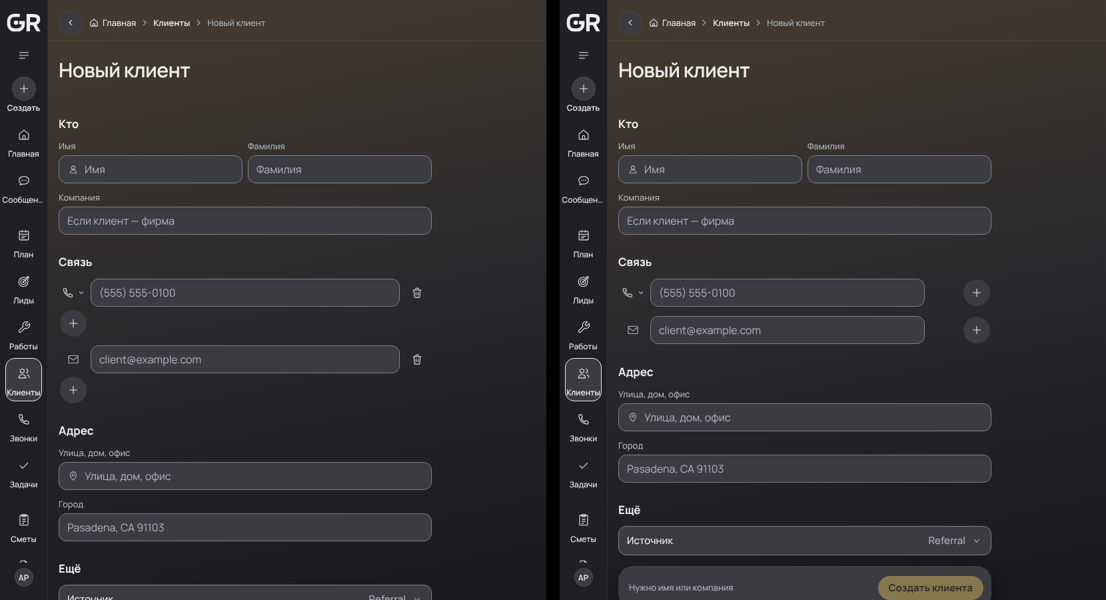 GR
Главная
Клиенты
Новый клиент
Новый клиент
Создать
Главная
Сообщен...
План
Лиды
Работы
Клиенты
Звонки
Задачи
Сметы
AP
Кто
Имя
Фамилия
Имя
Фамилия
Компания
Если клиент — фирма
Связь
(555) 555-0100
client@example.com
Адрес
Улица, дом, офис
Улица, дом, офис
Город
Pasadena, CA 91103
Ещё
Источник
Referral
GR
Главная
Клиенты
Новый клиент
Новый клиент
Создать
Главная
Сообщен...
План
Лиды
Работы
Клиенты
Звонки
Задачи
Сметы
AP
Кто
Имя
Фамилия
Имя
Фамилия
Компания
Если клиент — фирма
Связь
(555) 555-0100
client@example.com
Адрес
Улица, дом, офис
Улица, дом, офис
Город
Pasadena, CA 91103
Ещё
Источник
Referral
Нужно имя или компания
Создать клиента